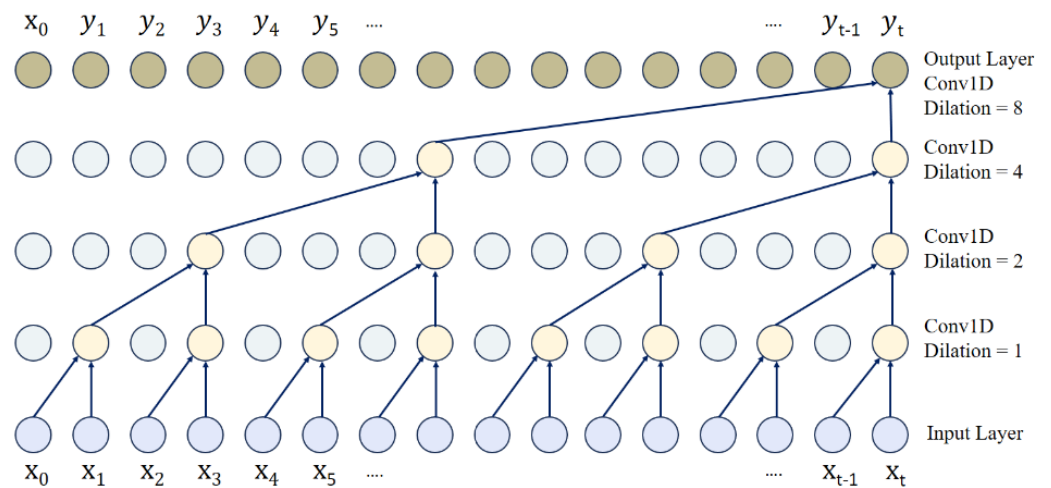 x0 y1 y2 y3 y4 y5 .... .... yt-1 yt
Output Layer
Conv1D
Dilation = 8
Conv1D
Dilation = 4
Conv1D
Dilation = 2
Conv1D
Dilation = 1
Input Layer
x0 x1 x2 x3 x4 x5 .... .... xt-1 xt